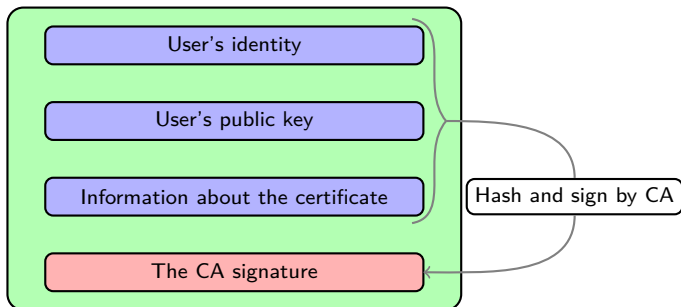 User's identity
User's public key
Information about the certificate
Hash and sign by CA
The CA signature